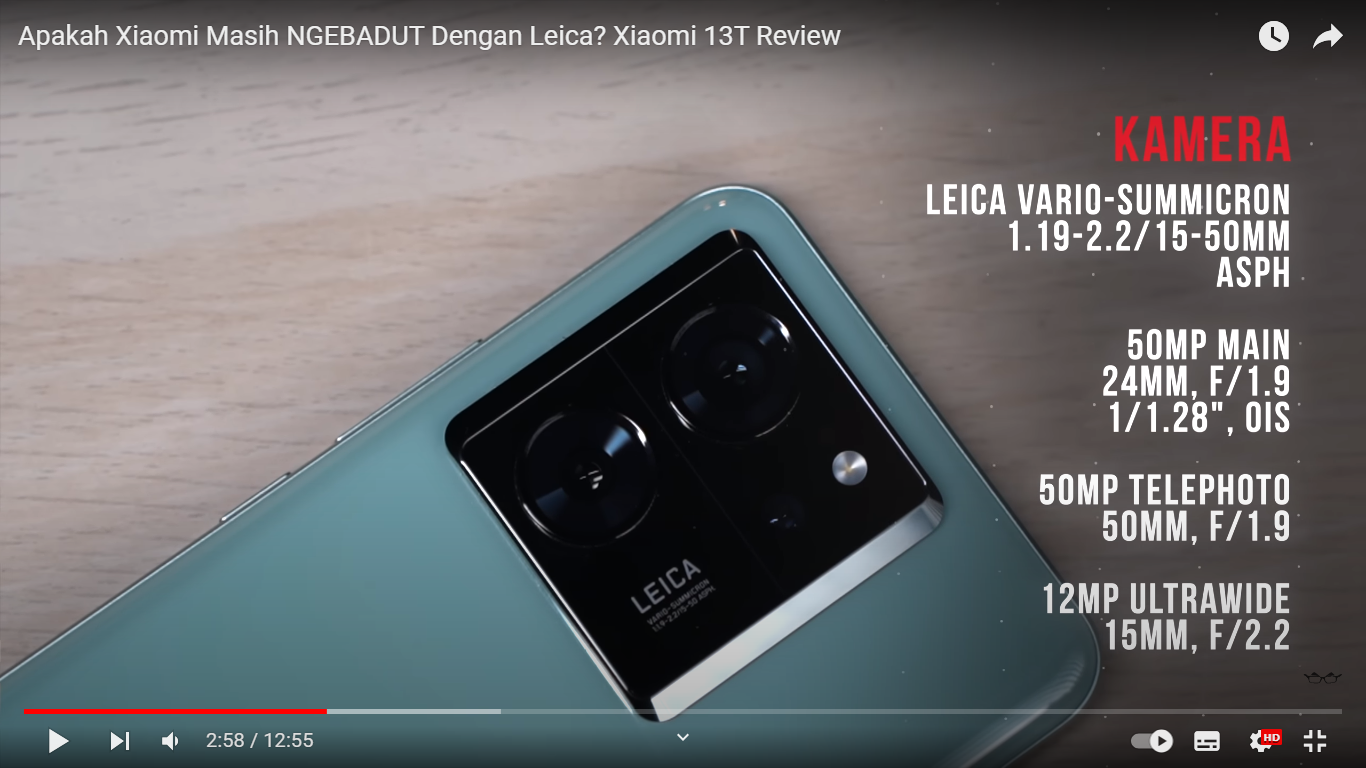 Apakah Xiaomi Masih NGEBADUT Dengan Leica? Xiaomi 13T Review
KAMERA
LEICA VARIO-SUMMICRON
1.19-2.2/15-50MM
ASPH
50MP MAIN
24MM, F/1.9
1/1.28", OIS
50MP TELEPHOTO
50MM, F/1.9
12MP ULTRAWIDE
15MM, F/2.2
LEICA
VARIO-SUMMICRON
1:1.9-2.2/15-50 ASPH
2:58 / 12:55
HD